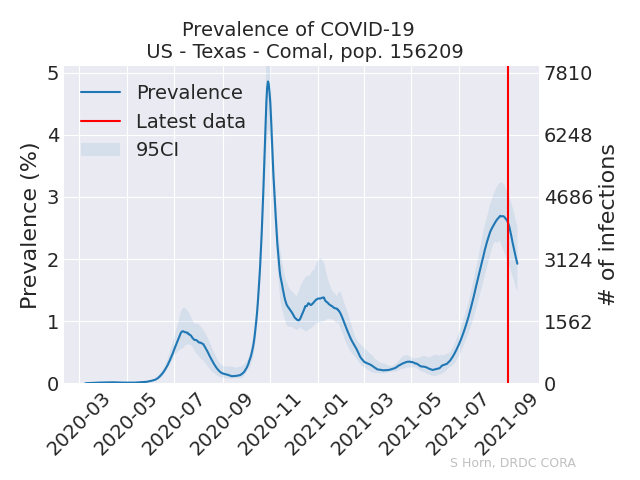 Prevalence of COVID-19
US - Texas - Comal, pop. 156209
Prevalence
Latest data
95CI
Prevalence (%)
5
4
3
2
1
0
7810
6248
4686
3124
1562
0
# of infections
2020-03
2020-05
2020-07
2020-09
2020-11
2021-01
2021-03
2021-05
2021-07
2021-09
S Horn, DRDC CORA